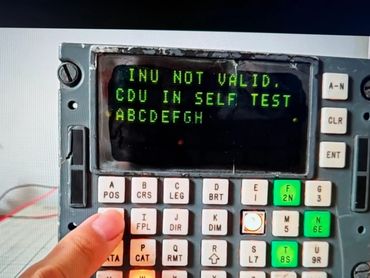 INU NOT VALID,
CDU IN SELF TEST
ABCDEFGH
A-N
CLR
ENT
A
POS
B
CRS
C
LEG
D
BRT
E
1
F
2N
G
3
I
FPL
J
DIR
K
DIM
M
5
N
6E
P
CAT
Q
RMT
R
S
L7
T
8S
U
9R